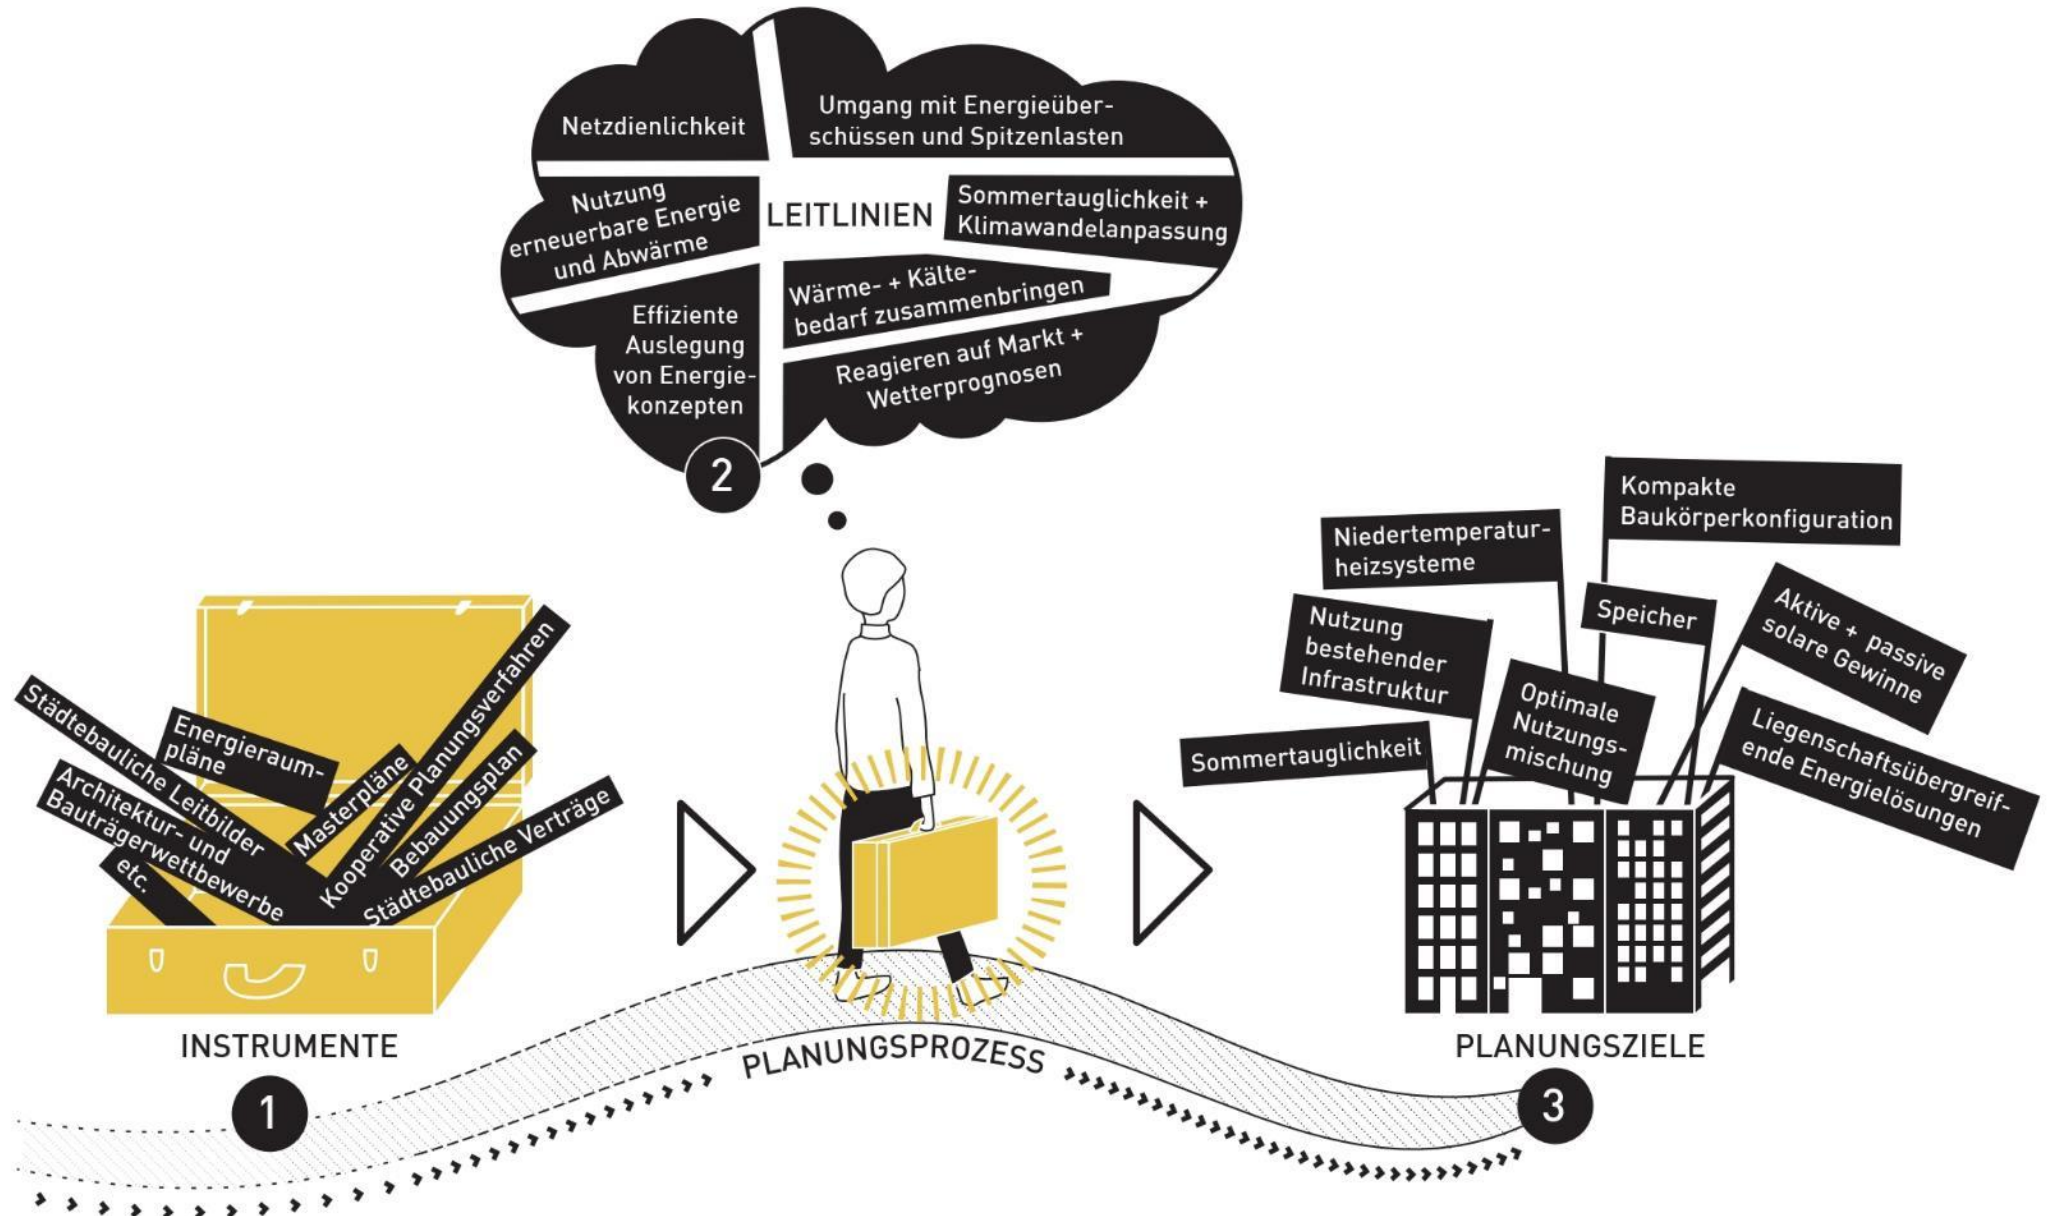 Netzdienlichkeit
Umgang mit Energieüber-
schüssen und Spitzenlasten
Nutzung
erneuerbare Energie
und Abwärme
LEITLINIEN
Sommertauglichkeit +
Klimawandelanpassung
Effiziente
Auslegung
von Energie-
konzepten
Wärme- + Kälte-
bedarf zusammenbringen
Reagieren auf Markt +
Wetterprognosen
2
Städtebauliche Leitbilder
Energieraum-
pläne
Architektur- und
Bauträgerwettbewerbe
etc.
Masterpläne
Kooperative Planungsverfahren
Bebauungsplan
Städtebauliche Verträge
INSTRUMENTE
1
PLANUNGSPROZESS
Kompakte
Baukörperkonfiguration
Niedertemperatur-
heizsysteme
Nutzung
bestehender
Infrastruktur
Speicher
Aktive + passive
solare Gewinne
Optimale
Nutzungs-
mischung
Sommertauglichkeit
Liegenschaftsübergreif-
ende Energielösungen
PLANUNGSZIELE
3